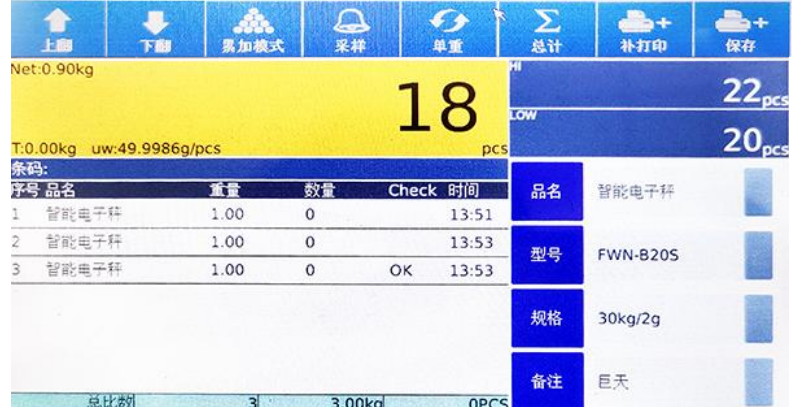 上翻 下翻 累加模式 采样 单重 总计 补打印 保存
Net:0.90kg
18
T:0.00kg uw:49.9986g/pcs pcs
HI
22pcs
LOW
20pcs
条码:
序号 品名 重量 数量 Check 时间
1 智能电子秤 1.00 0 13:51
2 智能电子秤 1.00 0 13:53
3 智能电子秤 1.00 0 OK 13:53
总比数 3 3.00kg 0PCS
品名 智能电子秤
型号 FWN-B20S
规格 30kg/2g
备注 巨天